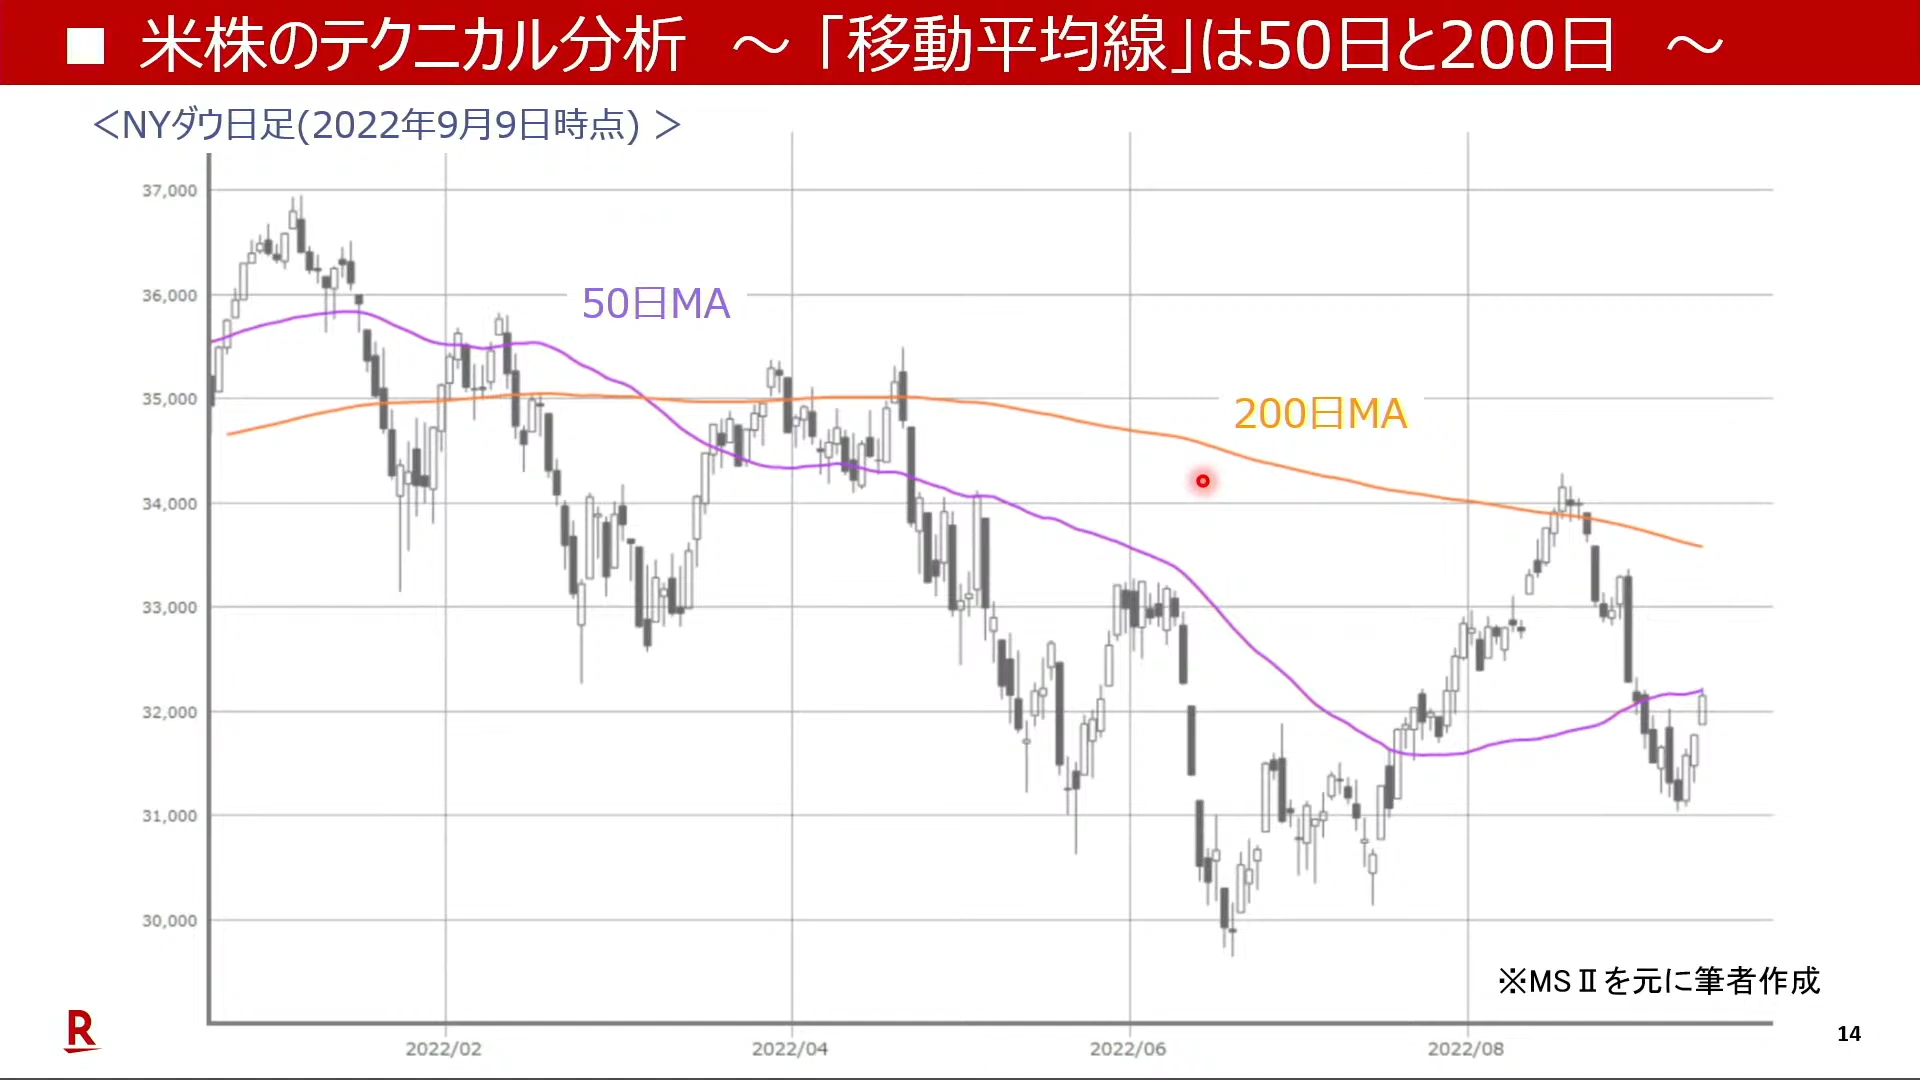 ■ 米株のテクニカル分析 ～「移動平均線」は50日と200日 ～
＜NYダウ日足(2022年9月9日時点) ＞
37,000
36,000
50日MA
35,000
200日MA
34,000
33,000
32,000
31,000
30,000
※MSⅡを元に筆者作成
R
14
2022/02 2022/04 2022/06 2022/08